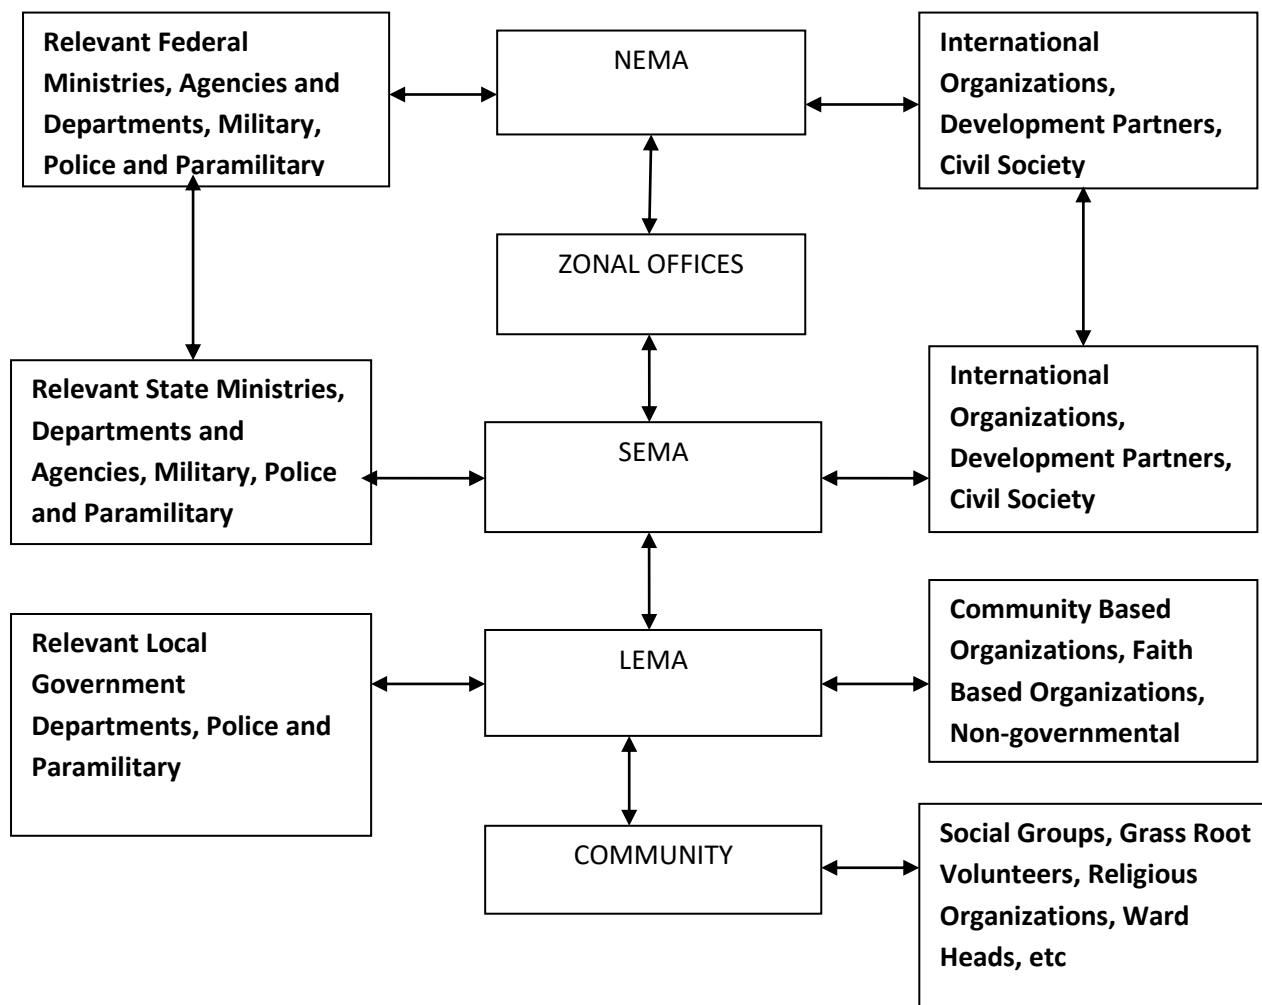 Relevant Federal
Ministries, Agencies and
Departments, Military,
Police and Paramilitary
NEMA
International
Organizations,
Development Partners,
Civil Society
ZONAL OFFICES
Relevant State Ministries,
Departments and
Agencies, Military, Police
and Paramilitary
SEMA
International
Organizations,
Development Partners,
Civil Society
Relevant Local
Government
Departments, Police and
Paramilitary
LEMA
Community Based
Organizations, Faith
Based Organizations,
Non-governmental
COMMUNITY
Social Groups, Grass Root
Volunteers, Religious
Organizations, Ward
Heads, etc